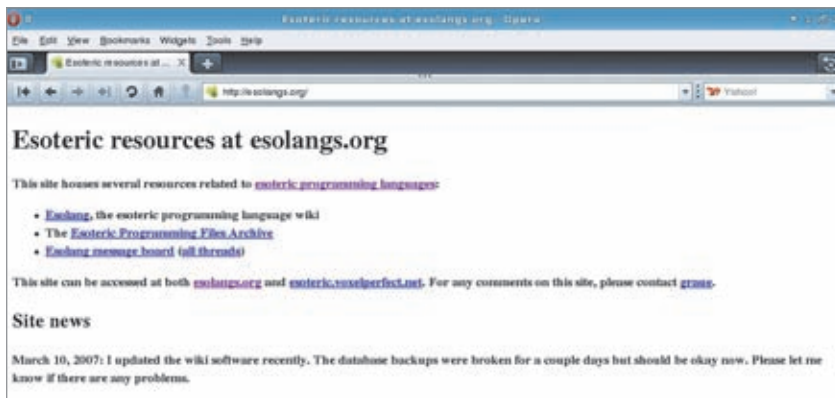 Esoteric resources at esolangs.org - Opera
File Edit View Bookmarks Widgets Tools Help
Esoteric resources at ...
http://esolangs.org/
Yahoo!
Esoteric resources at esolangs.org
This site houses several resources related to esoteric programming languages:
• Esolang, the esoteric programming language wiki
• The Esoteric Programming Files Archive
• Esolang message board (all threads)
This site can be accessed at both esolangs.org and esoteric.voxelperfect.net. For any comments on this site, please contact graue.
Site news
March 10, 2007: I updated the wiki software recently. The database backups were broken for a couple days but should be okay now. Please let me
know if there are any problems.